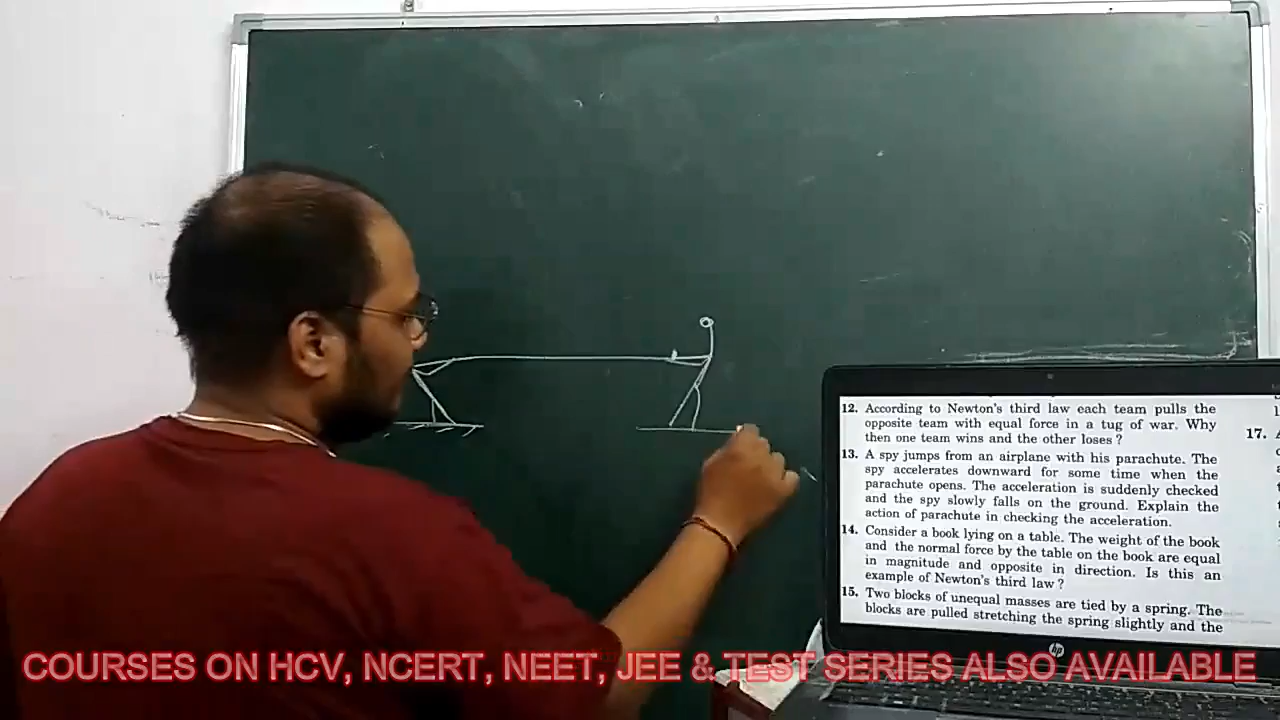 12. According to Newton's third law each team pulls the
opposite team with equal force in a tug of war. Why
then one team wins and the other loses ?
13. A spy jumps from an airplane with his parachute. The
spy accelerates downward for some time when the
parachute opens. The acceleration is suddenly checked
and the spy slowly falls on the ground. Explain the
action of parachute in checking the acceleration.
14. Consider a book lying on a table. The weight of the book
and the normal force by the table on the book are equal
in magnitude and opposite in direction. Is this an
example of Newton's third law ?
15. Two blocks of unequal masses are tied by a spring. The
blocks are pulled stretching the spring slightly and the
17.
hp
COURSES ON HCV, NCERT, NEET, JEE & TEST SERIES ALSO AVAILABLE